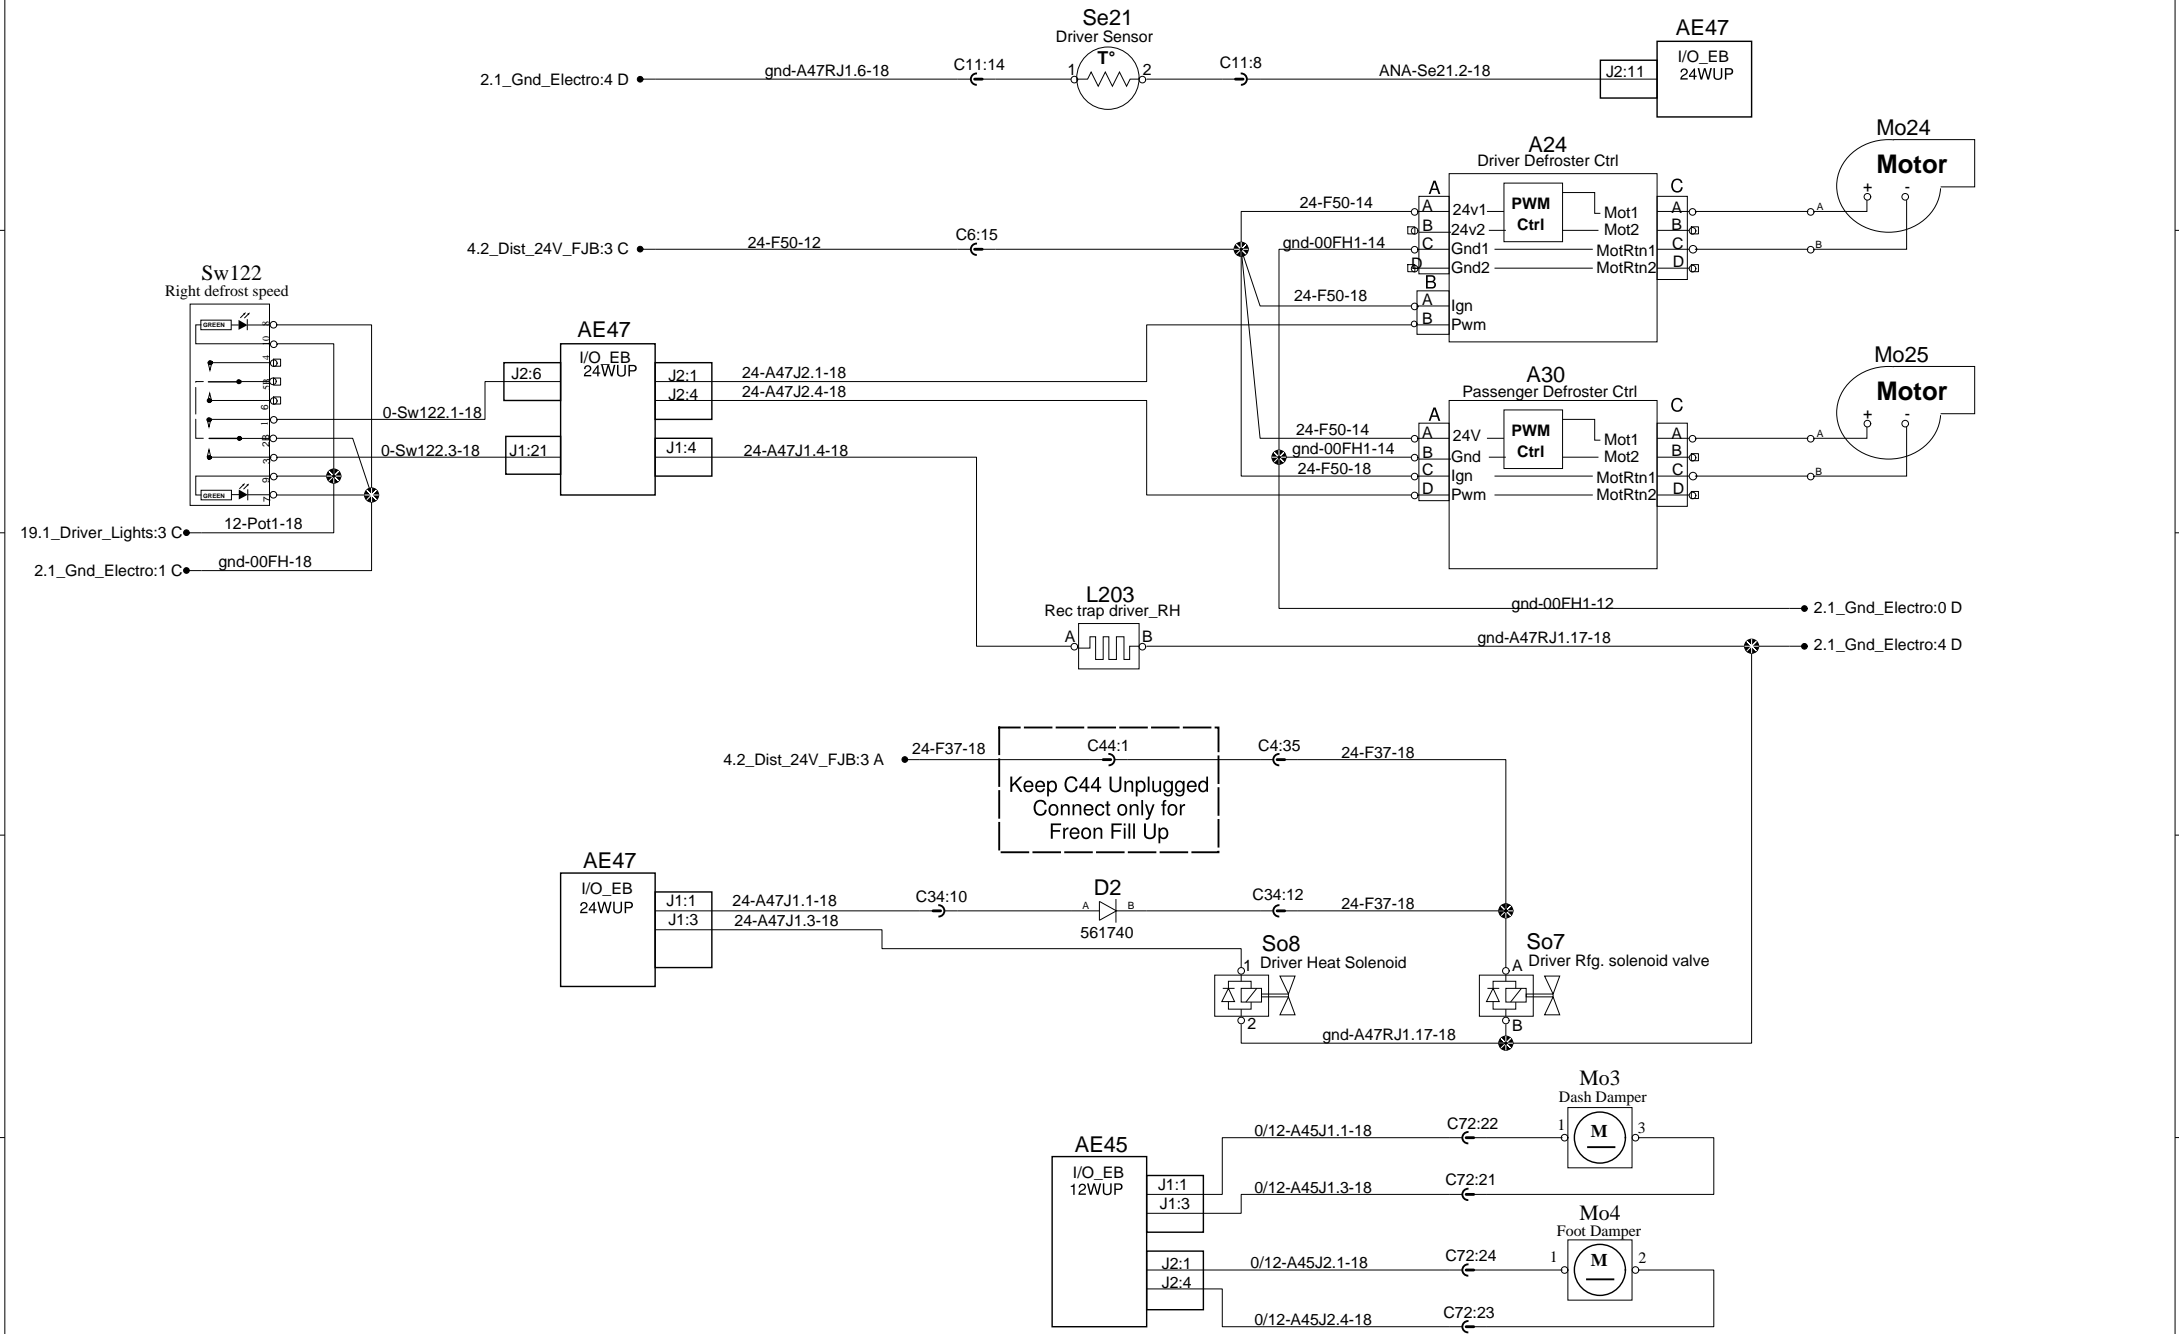 Se21
Driver Sensor
T°
2.1_Gnd_Electro:4 D
gnd-A47RJ1.6-18
C11:14
1
2
C11:8
ANA-Se21.2-18
J2:11
AE47
I/O_EB
24WUP
Mo24
Motor
+ -
A24
Driver Defroster Ctrl
A
A
B
C
D
B
A
B
24v1
24v2
Gnd1
Gnd2
Ign
Pwm
PWM
Ctrl
Mot1
Mot2
MotRtn1
MotRtn2
C
A
B
C
D
A
B
24-F50-14
gnd-00FH1-14
24-F50-18
4.2_Dist_24V_FJB:3 C
24-F50-12
C6:15
Sw122
Right defrost speed
GREEN
8
10
4
5B
6
1
2B
3
9
7
GREEN
0-Sw122.1-18
0-Sw122.3-18
19.1_Driver_Lights:3 C
12-Pot1-18
2.1_Gnd_Electro:1 C
gnd-00FH-18
AE47
I/O_EB
24WUP
J2:6
J1:21
J2:1
J2:4
J1:4
24-A47J2.1-18
24-A47J2.4-18
24-A47J1.4-18
Mo25
Motor
+ -
A30
Passenger Defroster Ctrl
A
A
B
C
D
24V
Gnd
Ign
Pwm
PWM
Ctrl
Mot1
Mot2
MotRtn1
MotRtn2
C
A
B
C
D
A
B
24-F50-14
gnd-00FH1-14
24-F50-18
gnd-00FH1-12
2.1_Gnd_Electro:0 D
L203
Rec trap driver_RH
A
B
gnd-A47RJ1.17-18
2.1_Gnd_Electro:4 D
4.2_Dist_24V_FJB:3 A
24-F37-18
C44:1
C4:35
24-F37-18
Keep C44 Unplugged
Connect only for
Freon Fill Up
AE47
I/O_EB
24WUP
J1:1
J1:3
24-A47J1.1-18
24-A47J1.3-18
C34:10
D2
A
B
561740
C34:12
24-F37-18
So8
1
Driver Heat Solenoid
2
So7
A
Driver Rfg. solenoid valve
B
gnd-A47RJ1.17-18
AE45
I/O_EB
12WUP
J1:1
J1:3
J2:1
J2:4
0/12-A45J1.1-18
C72:22
0/12-A45J1.3-18
C72:21
Mo3
Dash Damper
1
M
3
0/12-A45J2.1-18
C72:24
0/12-A45J2.4-18
C72:23
Mo4
Foot Damper
1
M
2